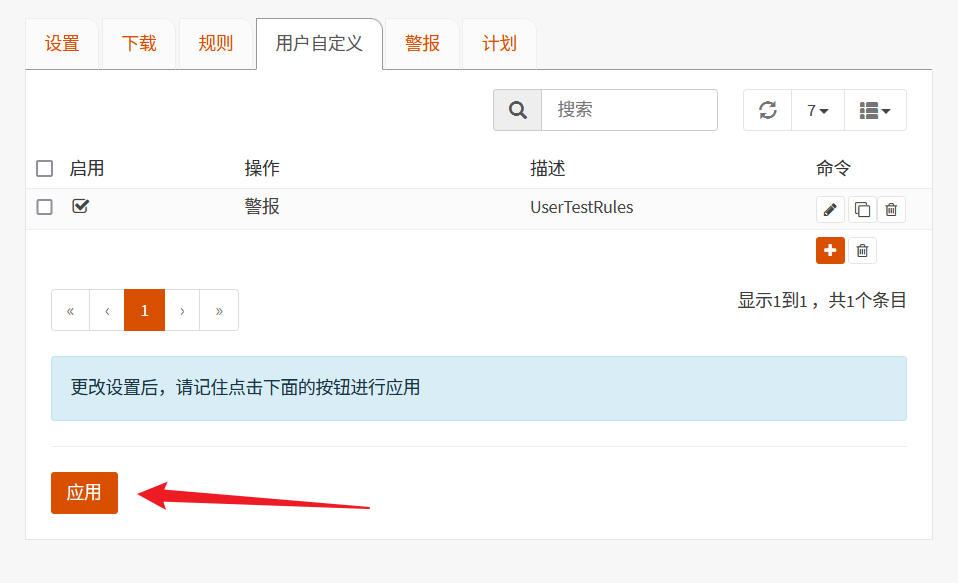 设置 下载 规则 用户自定义 警报 计划
搜索 7
启用 操作 描述 命令
警报 UserTestRules
« ‹ 1 › »
显示1到1，共1个条目
更改设置后，请记住点击下面的按钮进行应用
应用